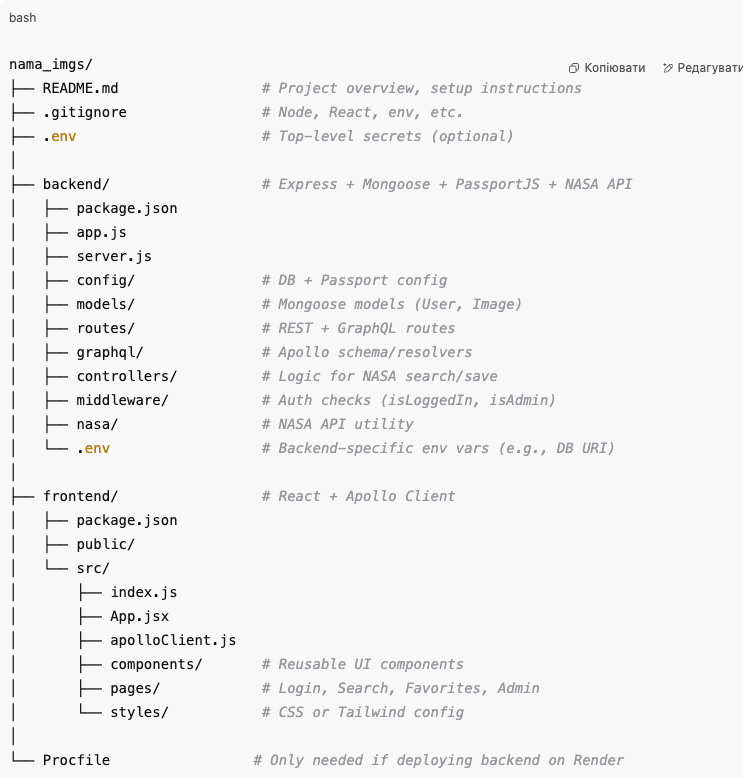 bash
Копіювати Редагувати
nama_imgs/
├── README.md                 # Project overview, setup instructions
├── .gitignore                # Node, React, env, etc.
├── .env                      # Top-level secrets (optional)
│
├── backend/                  # Express + Mongoose + PassportJS + NASA API
│   ├── package.json
│   ├── app.js
│   ├── server.js
│   ├── config/               # DB + Passport config
│   ├── models/               # Mongoose models (User, Image)
│   ├── routes/               # REST + GraphQL routes
│   ├── graphql/              # Apollo schema/resolvers
│   ├── controllers/          # Logic for NASA search/save
│   ├── middleware/           # Auth checks (isLoggedIn, isAdmin)
│   ├── nasa/                 # NASA API utility
│   └── .env                  # Backend-specific env vars (e.g., DB URI)
│
├── frontend/                 # React + Apollo Client
│   ├── package.json
│   ├── public/
│   └── src/
│       ├── index.js
│       ├── App.jsx
│       ├── apolloClient.js
│       ├── components/       # Reusable UI components
│       ├── pages/            # Login, Search, Favorites, Admin
│       └── styles/           # CSS or Tailwind config
│
└── Procfile                 # Only needed if deploying backend on Render